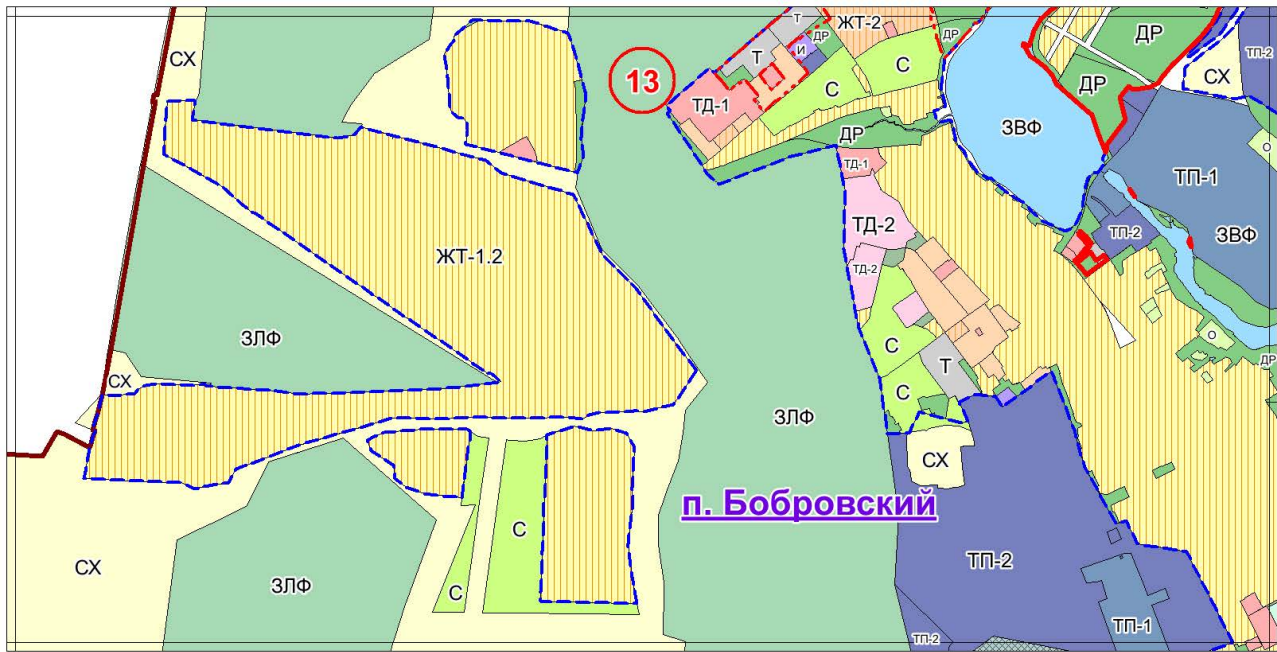 Т
ЖТ-2
ДР
ДР
ДР
СХ
Т
И
ТП-2
С
С
СХ
13
ТД-1
ДР
ЗВФ
О
ДР
ТД-1
ТП-1
ТД-2
ТП-2
ЗВФ
ЖТ-1.2
ТД-2
ЗЛФ
О
С
ДР
Т
СХ
С
ЗЛФ
СХ
п. Бобровский
С
ТП-2
СХ
ЗЛФ
С
ТП-1
ТП-2